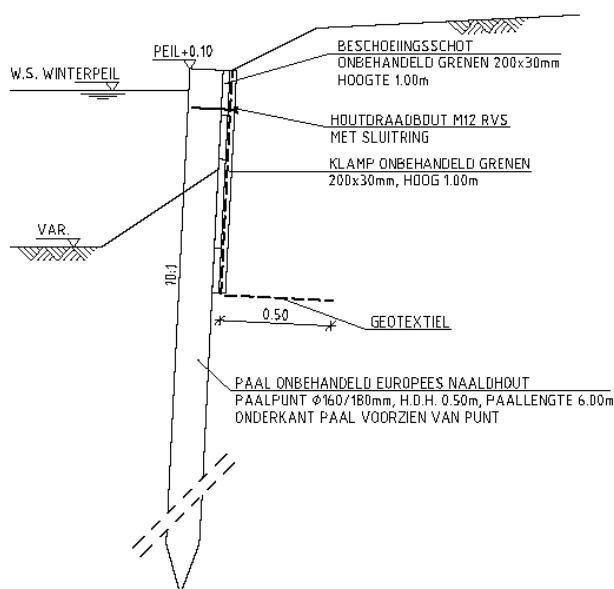 PEIL+0.10
W.S. WINTERPEIL
BESCHOEIINGSSCHOT
ONBEHANDELD GRENEN 200x30mm
HOOGTE 1.00m
HOUTDRAADBOUT M12 RVS
MET SLUITRING
KLAMP ONBEHANDELD GRENEN
200x30mm, HOOG 1.00m
VAR.
10:1
0.50
GEOTEXTIEL
PAAL ONBEHANDELD EUROPEES NAALDHOUT
PAALPUNT Φ160/180mm, H.O.H. 0.50m, PAALLENGTE 6.00m
ONDERKANT PAAL VOORZIEN VAN PUNT